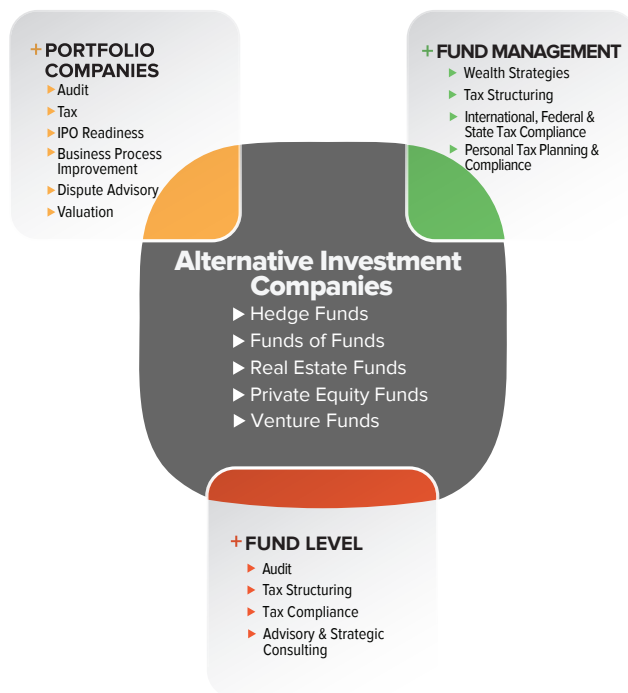 + PORTFOLIO
COMPANIES
▶ Audit
▶ Tax
▶ IPO Readiness
▶ Business Process
Improvement
▶ Dispute Advisory
▶ Valuation
+ FUND MANAGEMENT
▶ Wealth Strategies
▶ Tax Structuring
▶ International, Federal &
State Tax Compliance
▶ Personal Tax Planning &
Compliance
Alternative Investment
Companies
▶ Hedge Funds
▶ Funds of Funds
▶ Real Estate Funds
▶ Private Equity Funds
▶ Venture Funds
+ FUND LEVEL
▶ Audit
▶ Tax Structuring
▶ Tax Compliance
▶ Advisory & Strategic
Consulting